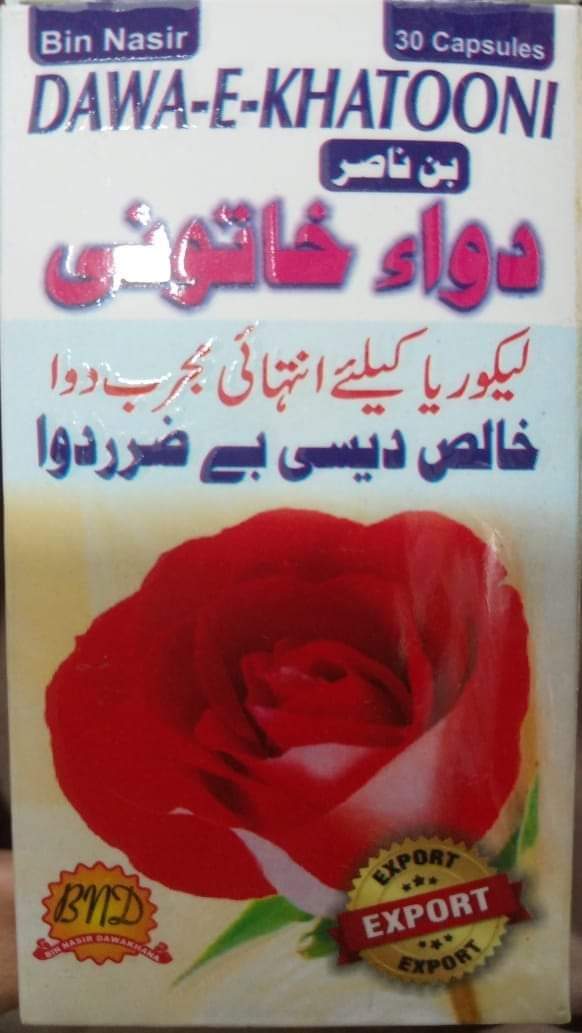 Bin Nasir
30 Capsules
DAWA-E-KHATOONI
بن ناصر
دواء خاتونی
لیکوریا کیلئے انتہائی مجرب دوا
خالص دیسی بے ضرر دوا
EXPORT
EXPORT
EXPORT
BND
BIN NASIR DAWAKHANA